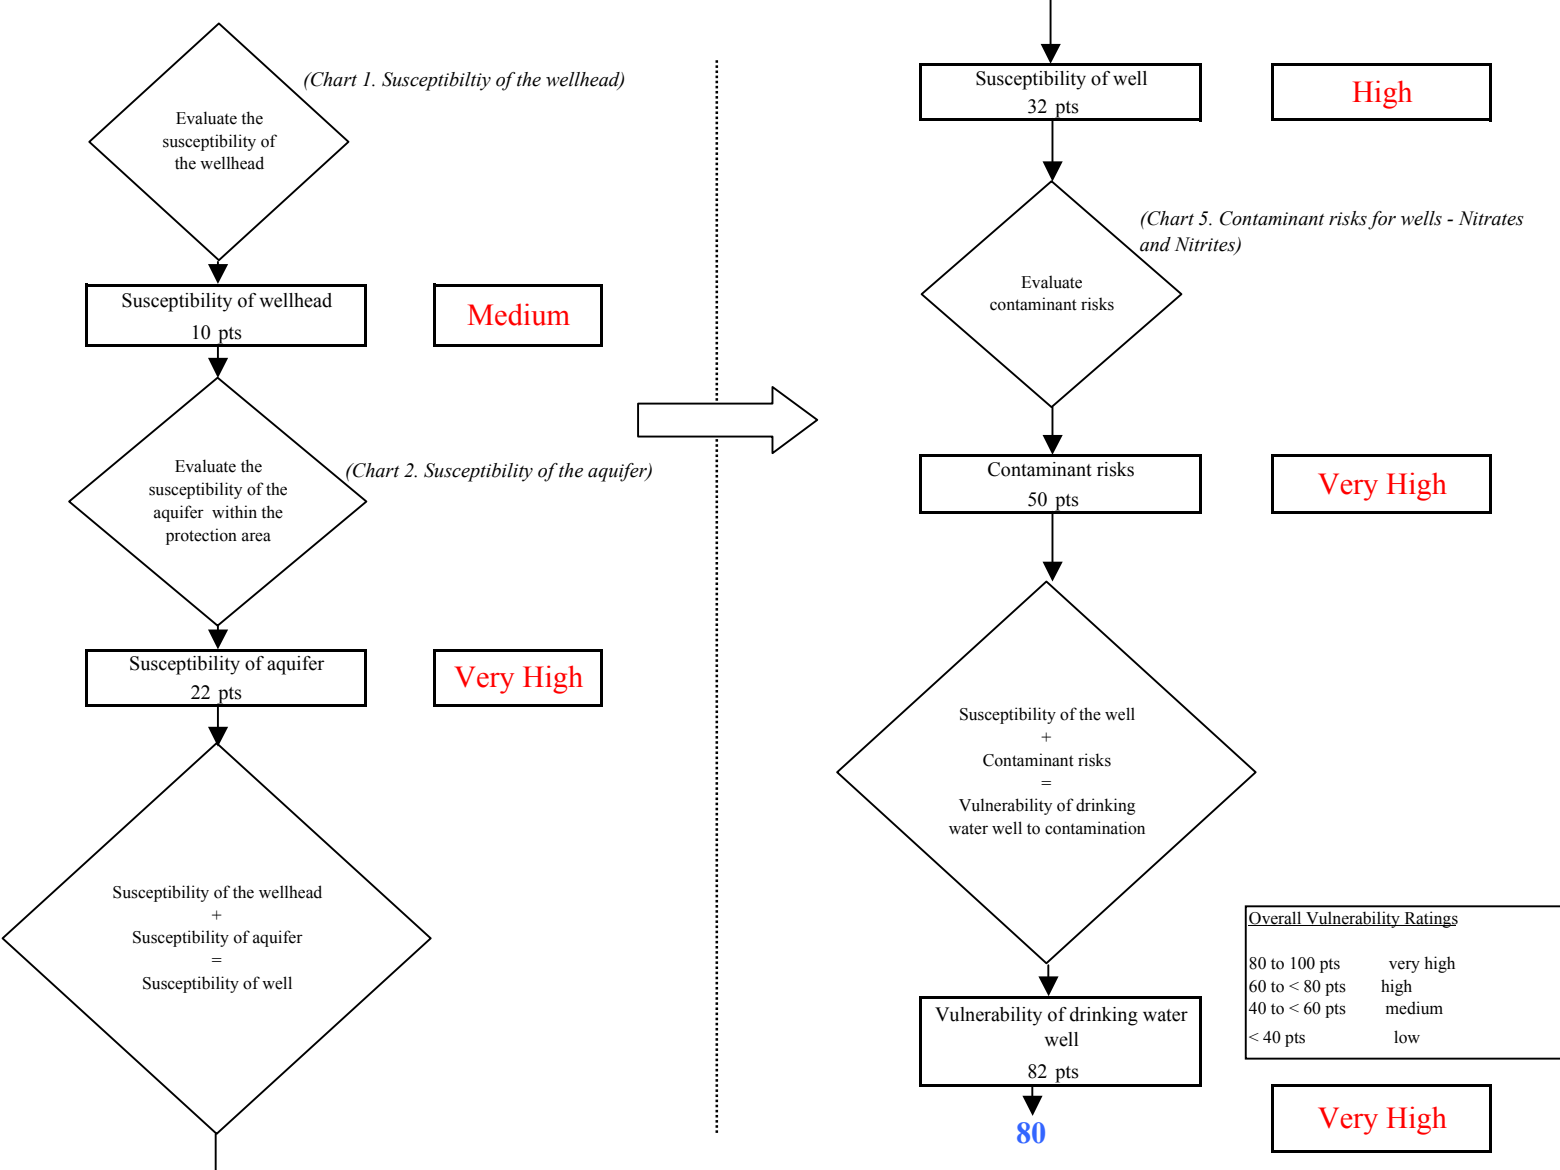 (Chart 1. Susceptibiltiy of the wellhead)
Evaluate the
susceptibility of
the wellhead
Susceptibility of wellhead
10 pts
Medium
(Chart 2. Susceptibility of the aquifer)
Evaluate the
susceptibility of the
aquifer within the
protection area
Susceptibility of aquifer
22 pts
Very High
Susceptibility of the wellhead
+
Susceptibility of aquifer
=
Susceptibility of well
Susceptibility of well
32 pts
High
(Chart 5. Contaminant risks for wells - Nitrates
and Nitrites)
Evaluate
contaminant risks
Contaminant risks
50 pts
Very High
Susceptibility of the well
+
Contaminant risks
=
Vulnerability of drinking
water well to contamination
Overall Vulnerability Ratings
80 to 100 pts very high
60 to < 80 pts high
40 to < 60 pts medium
< 40 pts low
Vulnerability of drinking water
well
82 pts
80
Very High